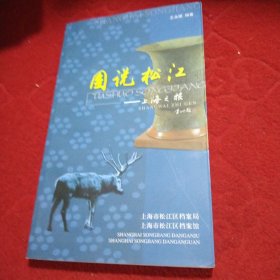 图说松江
TUSHUO SONGJIANG
——上海之根
SHANGHAI ZHI GEN
上海市松江区档案局
上海市松江区档案馆
SHANGHAI SONGJIANG DANGANJU
SHANGHAI SONGJIANG DANGANGUAN